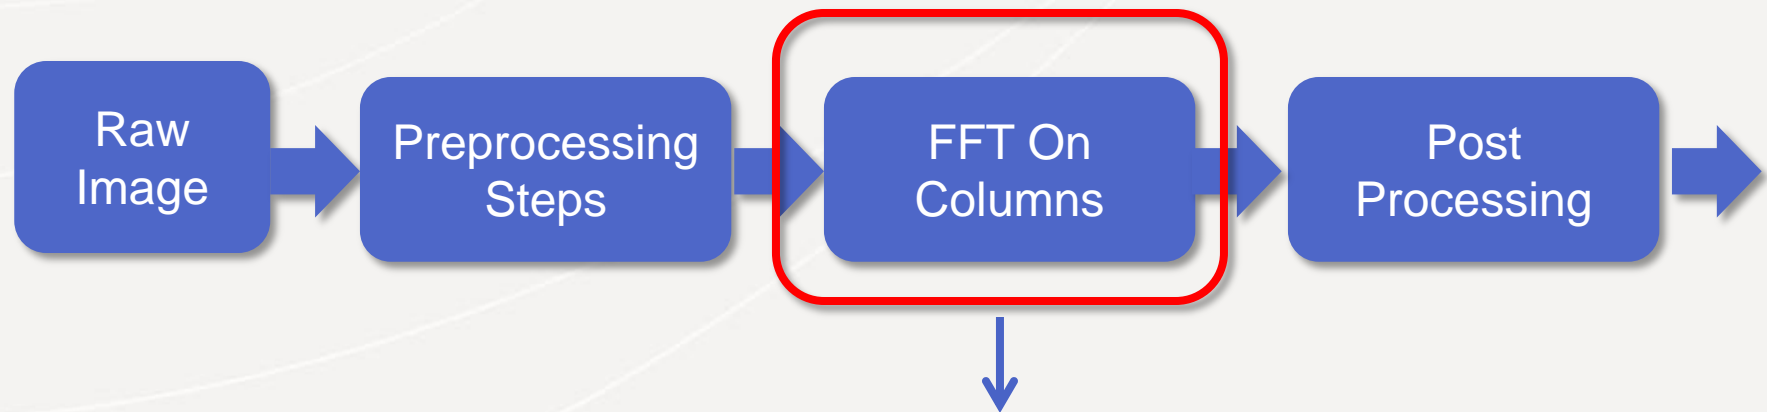 Raw
Image
Preprocessing
Steps
FFT On
Columns
Post
Processing